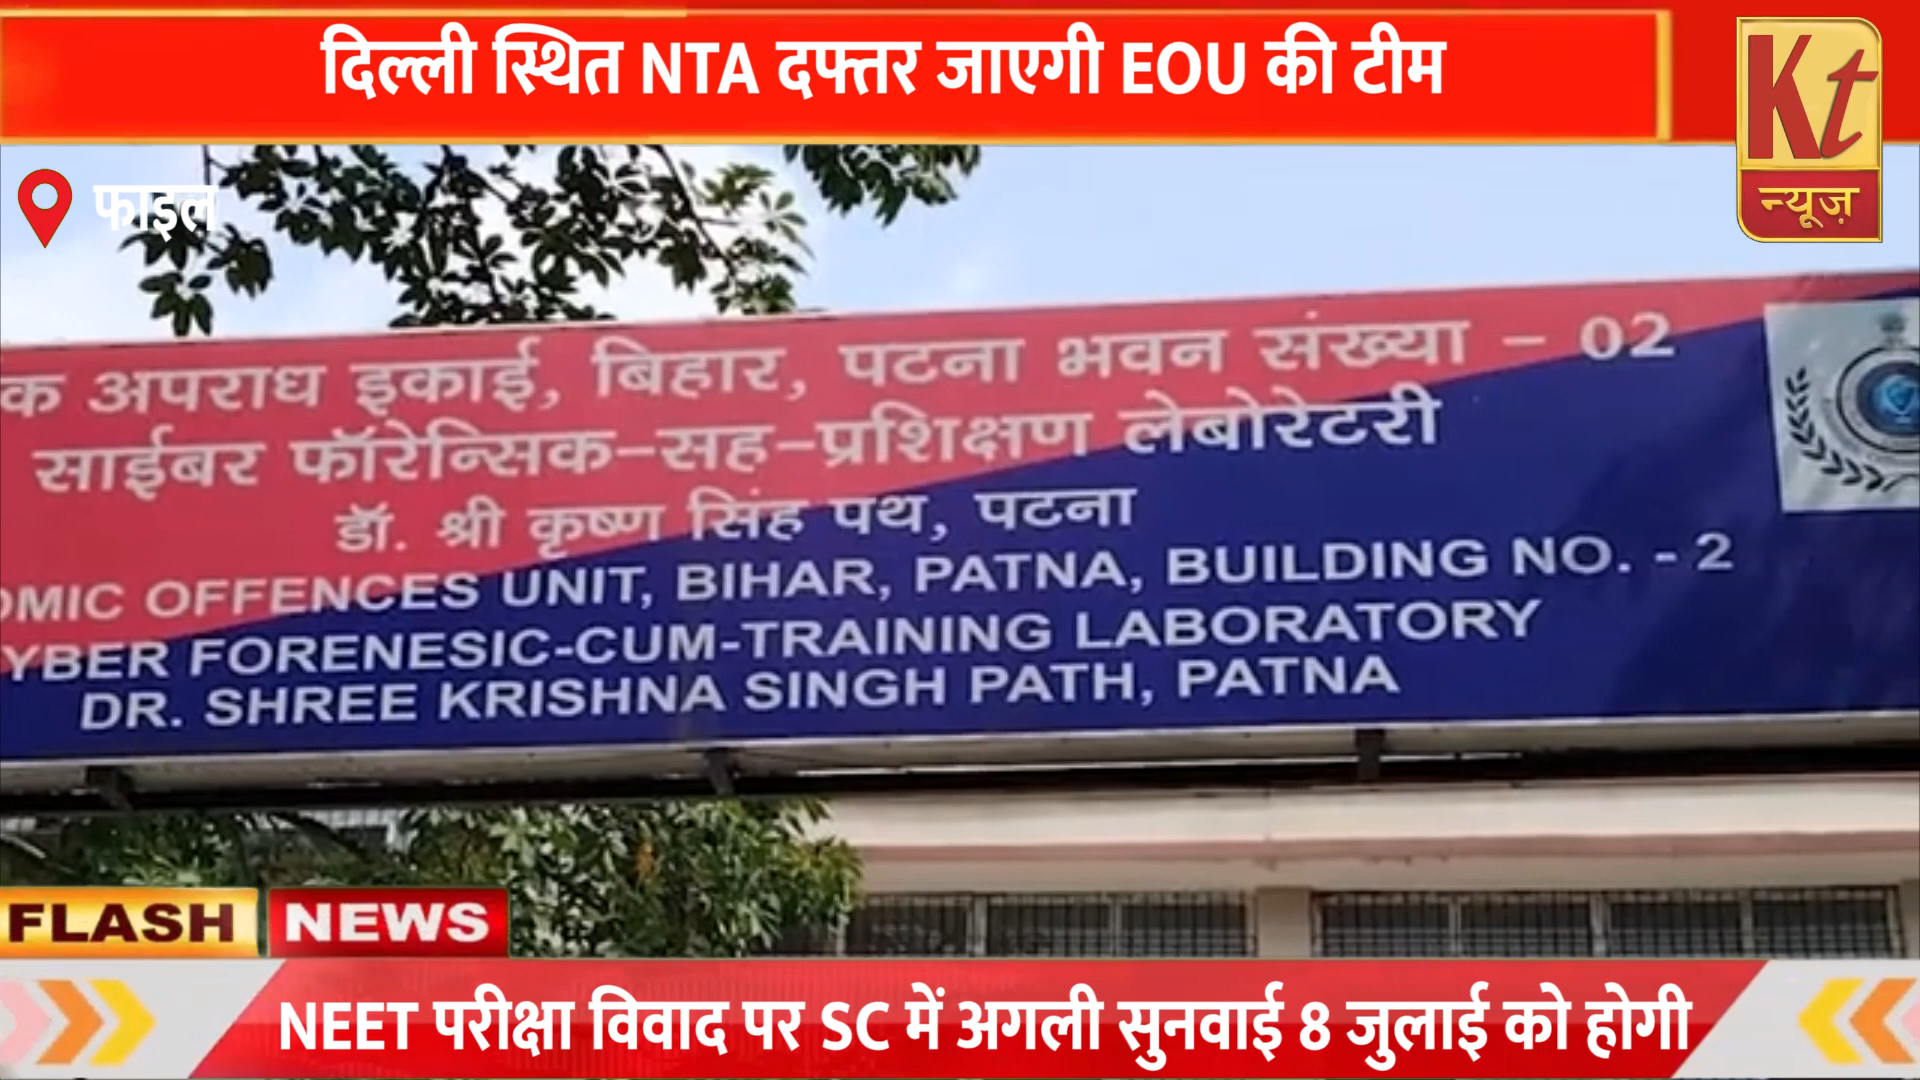 दिल्ली स्थित NTA दफ्तर जाएगी EOU की टीम
Kt
न्यूज़
फाइल
क अपराध इकाई, बिहार, पटना भवन संख्या – 02
साईबर फॉरेन्सिक–सह–प्रशिक्षण लेबोरेटरी
डॉ. श्री कृष्ण सिंह पथ, पटना
OMIC OFFENCES UNIT, BIHAR, PATNA, BUILDING NO. - 2
YBER FORENESIC-CUM-TRAINING LABORATORY
DR. SHREE KRISHNA SINGH PATH, PATNA
FLASH NEWS
NEET परीक्षा विवाद पर SC में अगली सुनवाई 8 जुलाई को होगी